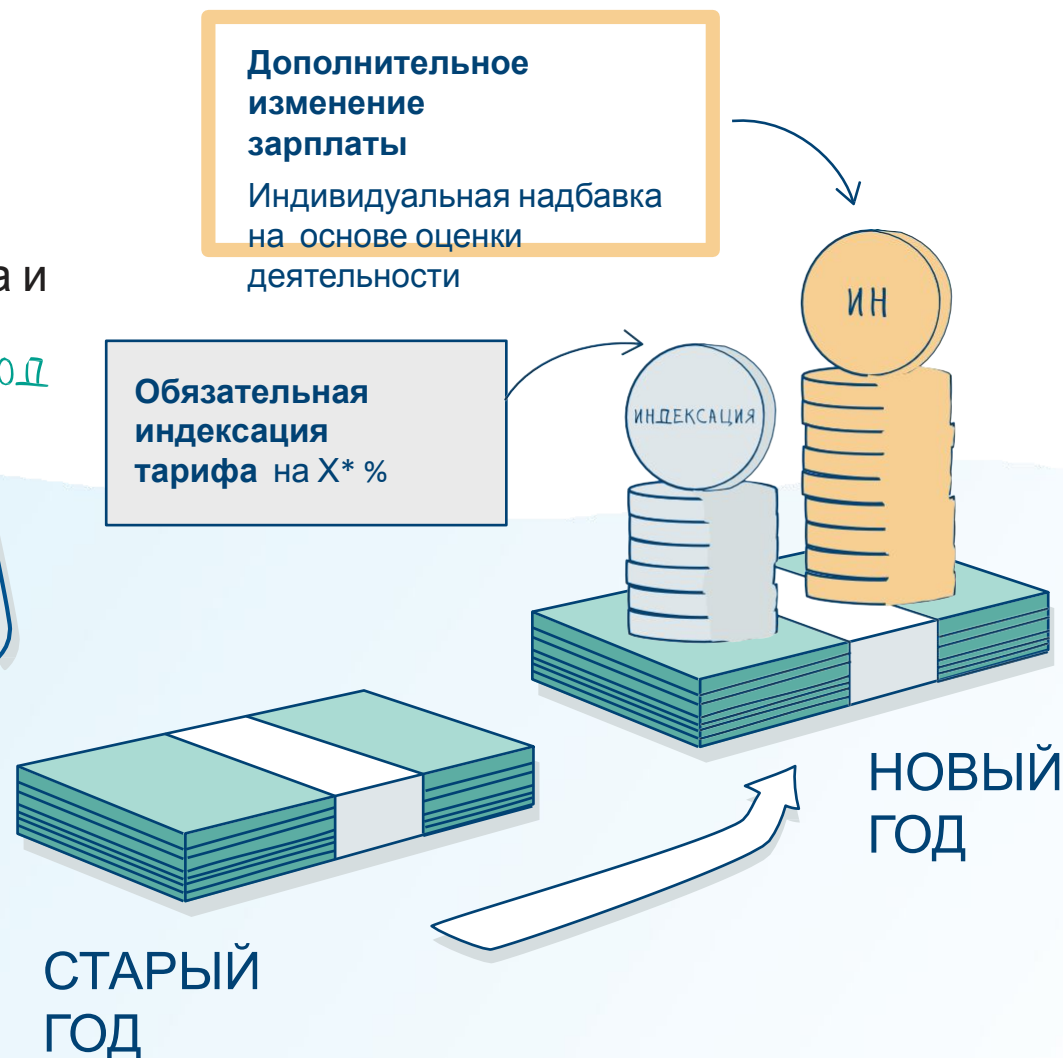 Дополнительное
изменение
зарплаты
Индивидуальная надбавка
на основе оценки
деятельности
а и
од
Обязательная
индексация
тарифа на X* %
ИН
ИНДЕКСАЦИЯ
НОВЫЙ
ГОД
СТАРЫЙ
ГОД